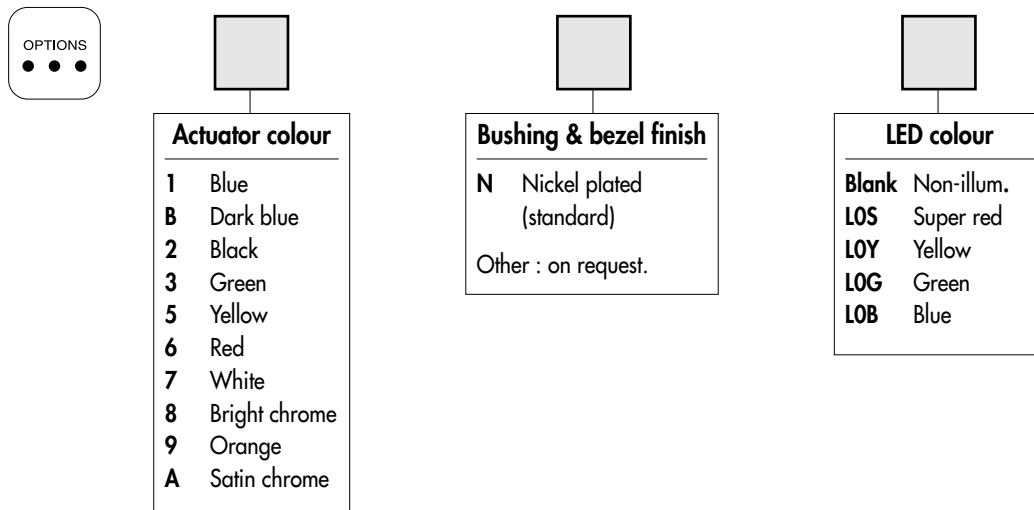 OPTIONS
Actuator colour
1 Blue
B Dark blue
2 Black
3 Green
5 Yellow
6 Red
7 White
8 Bright chrome
9 Orange
A Satin chrome
Bushing & bezel finish
N Nickel plated
(standard)
Other : on request.
LED colour
Blank Non-illum.
L0S Super red
L0Y Yellow
L0G Green
L0B Blue